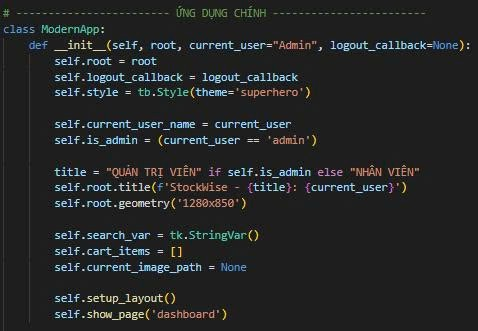 # ----------------------- ỨNG DỤNG CHÍNH -----------------------
class ModernApp:
    def __init__(self, root, current_user="Admin", logout_callback=None):
        self.root = root
        self.logout_callback = logout_callback
        self.style = tb.Style(theme='superhero')

        self.current_user_name = current_user
        self.is_admin = (current_user == 'admin')

        title = "QUẢN TRỊ VIÊN" if self.is_admin else "NHÂN VIÊN"
        self.root.title(f'StockWise - {title}: {current_user}')
        self.root.geometry('1280x850')

        self.search_var = tk.StringVar()
        self.cart_items = []
        self.current_image_path = None

        self.setup_layout()
        self.show_page('dashboard')